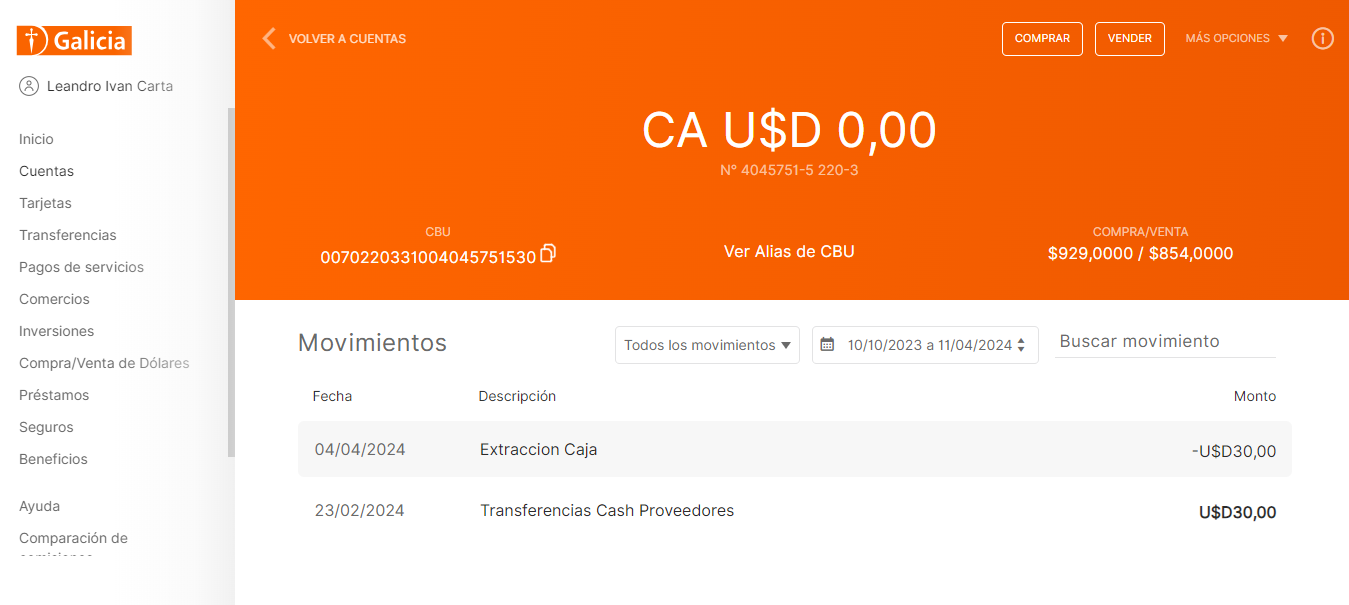 Galicia
Leandro Ivan Carta
Inicio
Cuentas
Tarjetas
Transferencias
Pagos de servicios
Comercios
Inversiones
Compra/Venta de Dólares
Préstamos
Seguros
Beneficios
Ayuda
Comparación de
comisiones
VOLVER A CUENTAS
COMPRAR
VENDER
MÁS OPCIONES
CA U$D 0,00
N° 4045751-5 220-3
CBU
0070220331004045751530
Ver Alias de CBU
COMPRA/VENTA
$929,0000 / $854,0000
Movimientos
Todos los movimientos
10/10/2023 a 11/04/2024
Buscar movimiento
Fecha Descripción Monto
04/04/2024 Extraccion Caja -U$D30,00
23/02/2024 Transferencias Cash Proveedores U$D30,00